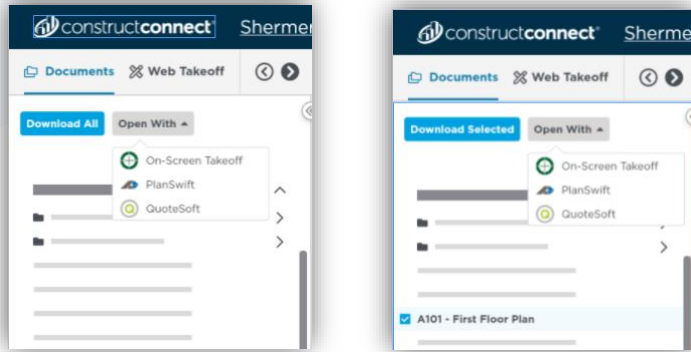 constructconnect® Shermer
Documents Web Takeoff
Download All Open With
On-Screen Takeoff
PlanSwift
QuoteSoft
constructconnect® Sherme
Documents Web Takeoff
Download Selected Open With
On-Screen Takeoff
PlanSwift
QuoteSoft
A101 - First Floor Plan